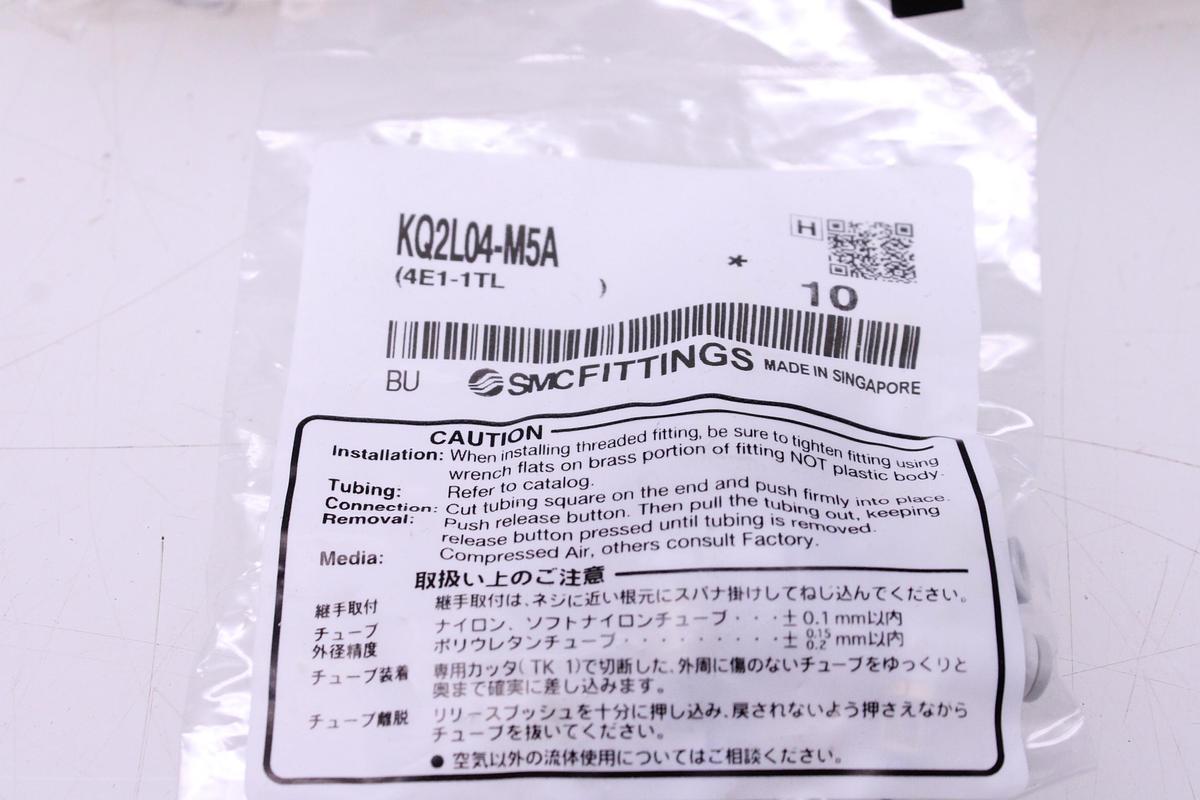 KQ2L04-M5A
(4E1-1TL )
*
H
10
BU SMC FITTINGS MADE IN SINGAPORE
CAUTION
Installation: When installing threaded fitting, be sure to tighten fitting using
wrench flats on brass portion of fitting NOT plastic body.
Tubing: Refer to catalog.
Connection: Cut tubing square on the end and push firmly into place.
Removal: Push release button. Then pull the tubing out, keeping
release button pressed until tubing is removed.
Media: Compressed Air, others consult Factory.
取扱い上のご注意
継手取付 継手取付は、ネジに近い根元にスパナ掛けしてねじ込んでください。
チューブ ナイロン、ソフトナイロンチューブ・・・± 0.1 mm以内
外径精度 ポリウレタンチューブ・・・・・・・・・± 0.15 0.2 mm以内
チューブ装着 専用カッタ( TK 1)で切断した、外周に傷のないチューブをゆっくりと
奥まで確実に差し込みます。
チューブ離脱 リリースプッシュを十分に押し込み、戻されないよう押さえながら
チューブを抜いてください。
● 空気以外の流体使用についてはご相談ください。